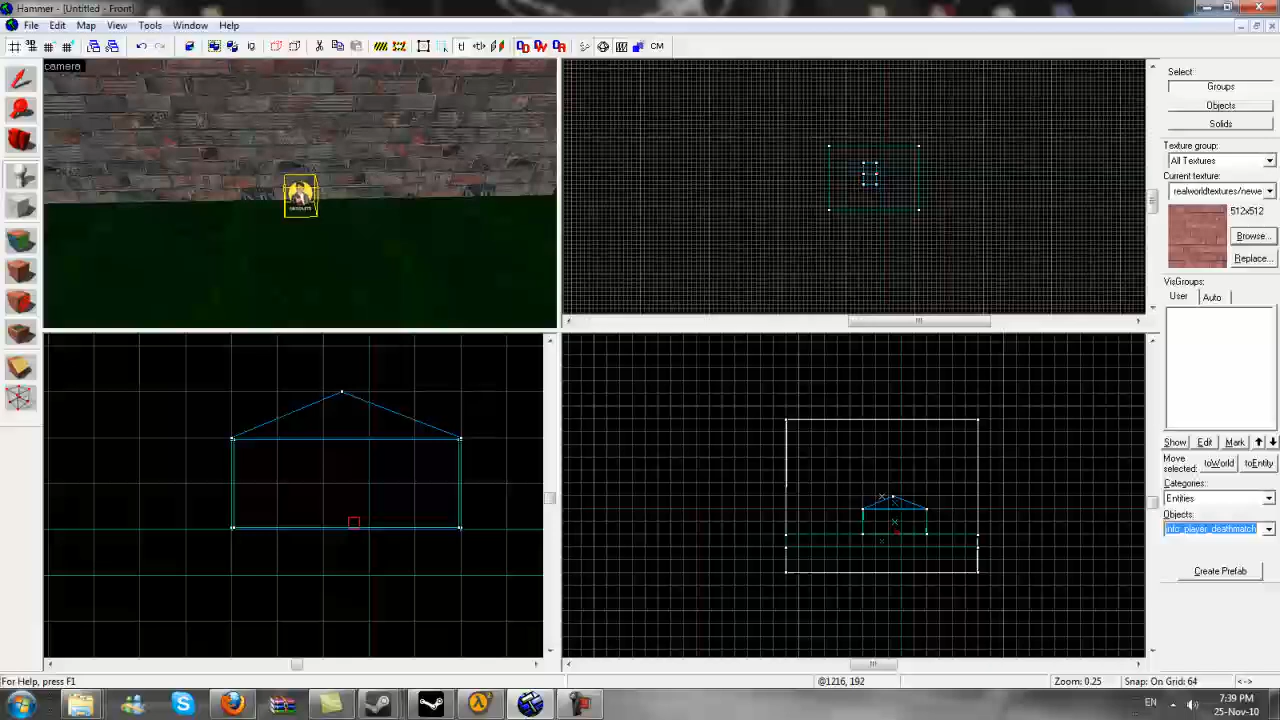 Hammer - [Untitled - Front]
File Edit Map View Tools Window Help
CM
camera
Select
Groups
Objects
Solids
Texture group:
All Textures
Current texture:
realworldtextures/newe
512x512
Browse...
Replace...
VisGroups:
User Auto
Show Edit Mark
Move selected: toWorld toEntity
Categories:
Entities
Objects:
info_player_deathmatch
Create Prefab
For Help, press F1 @1216, 192 Zoom: 0.25 Snap: On Grid: 64 <->
EN 7:39 PM
25-Nov-10